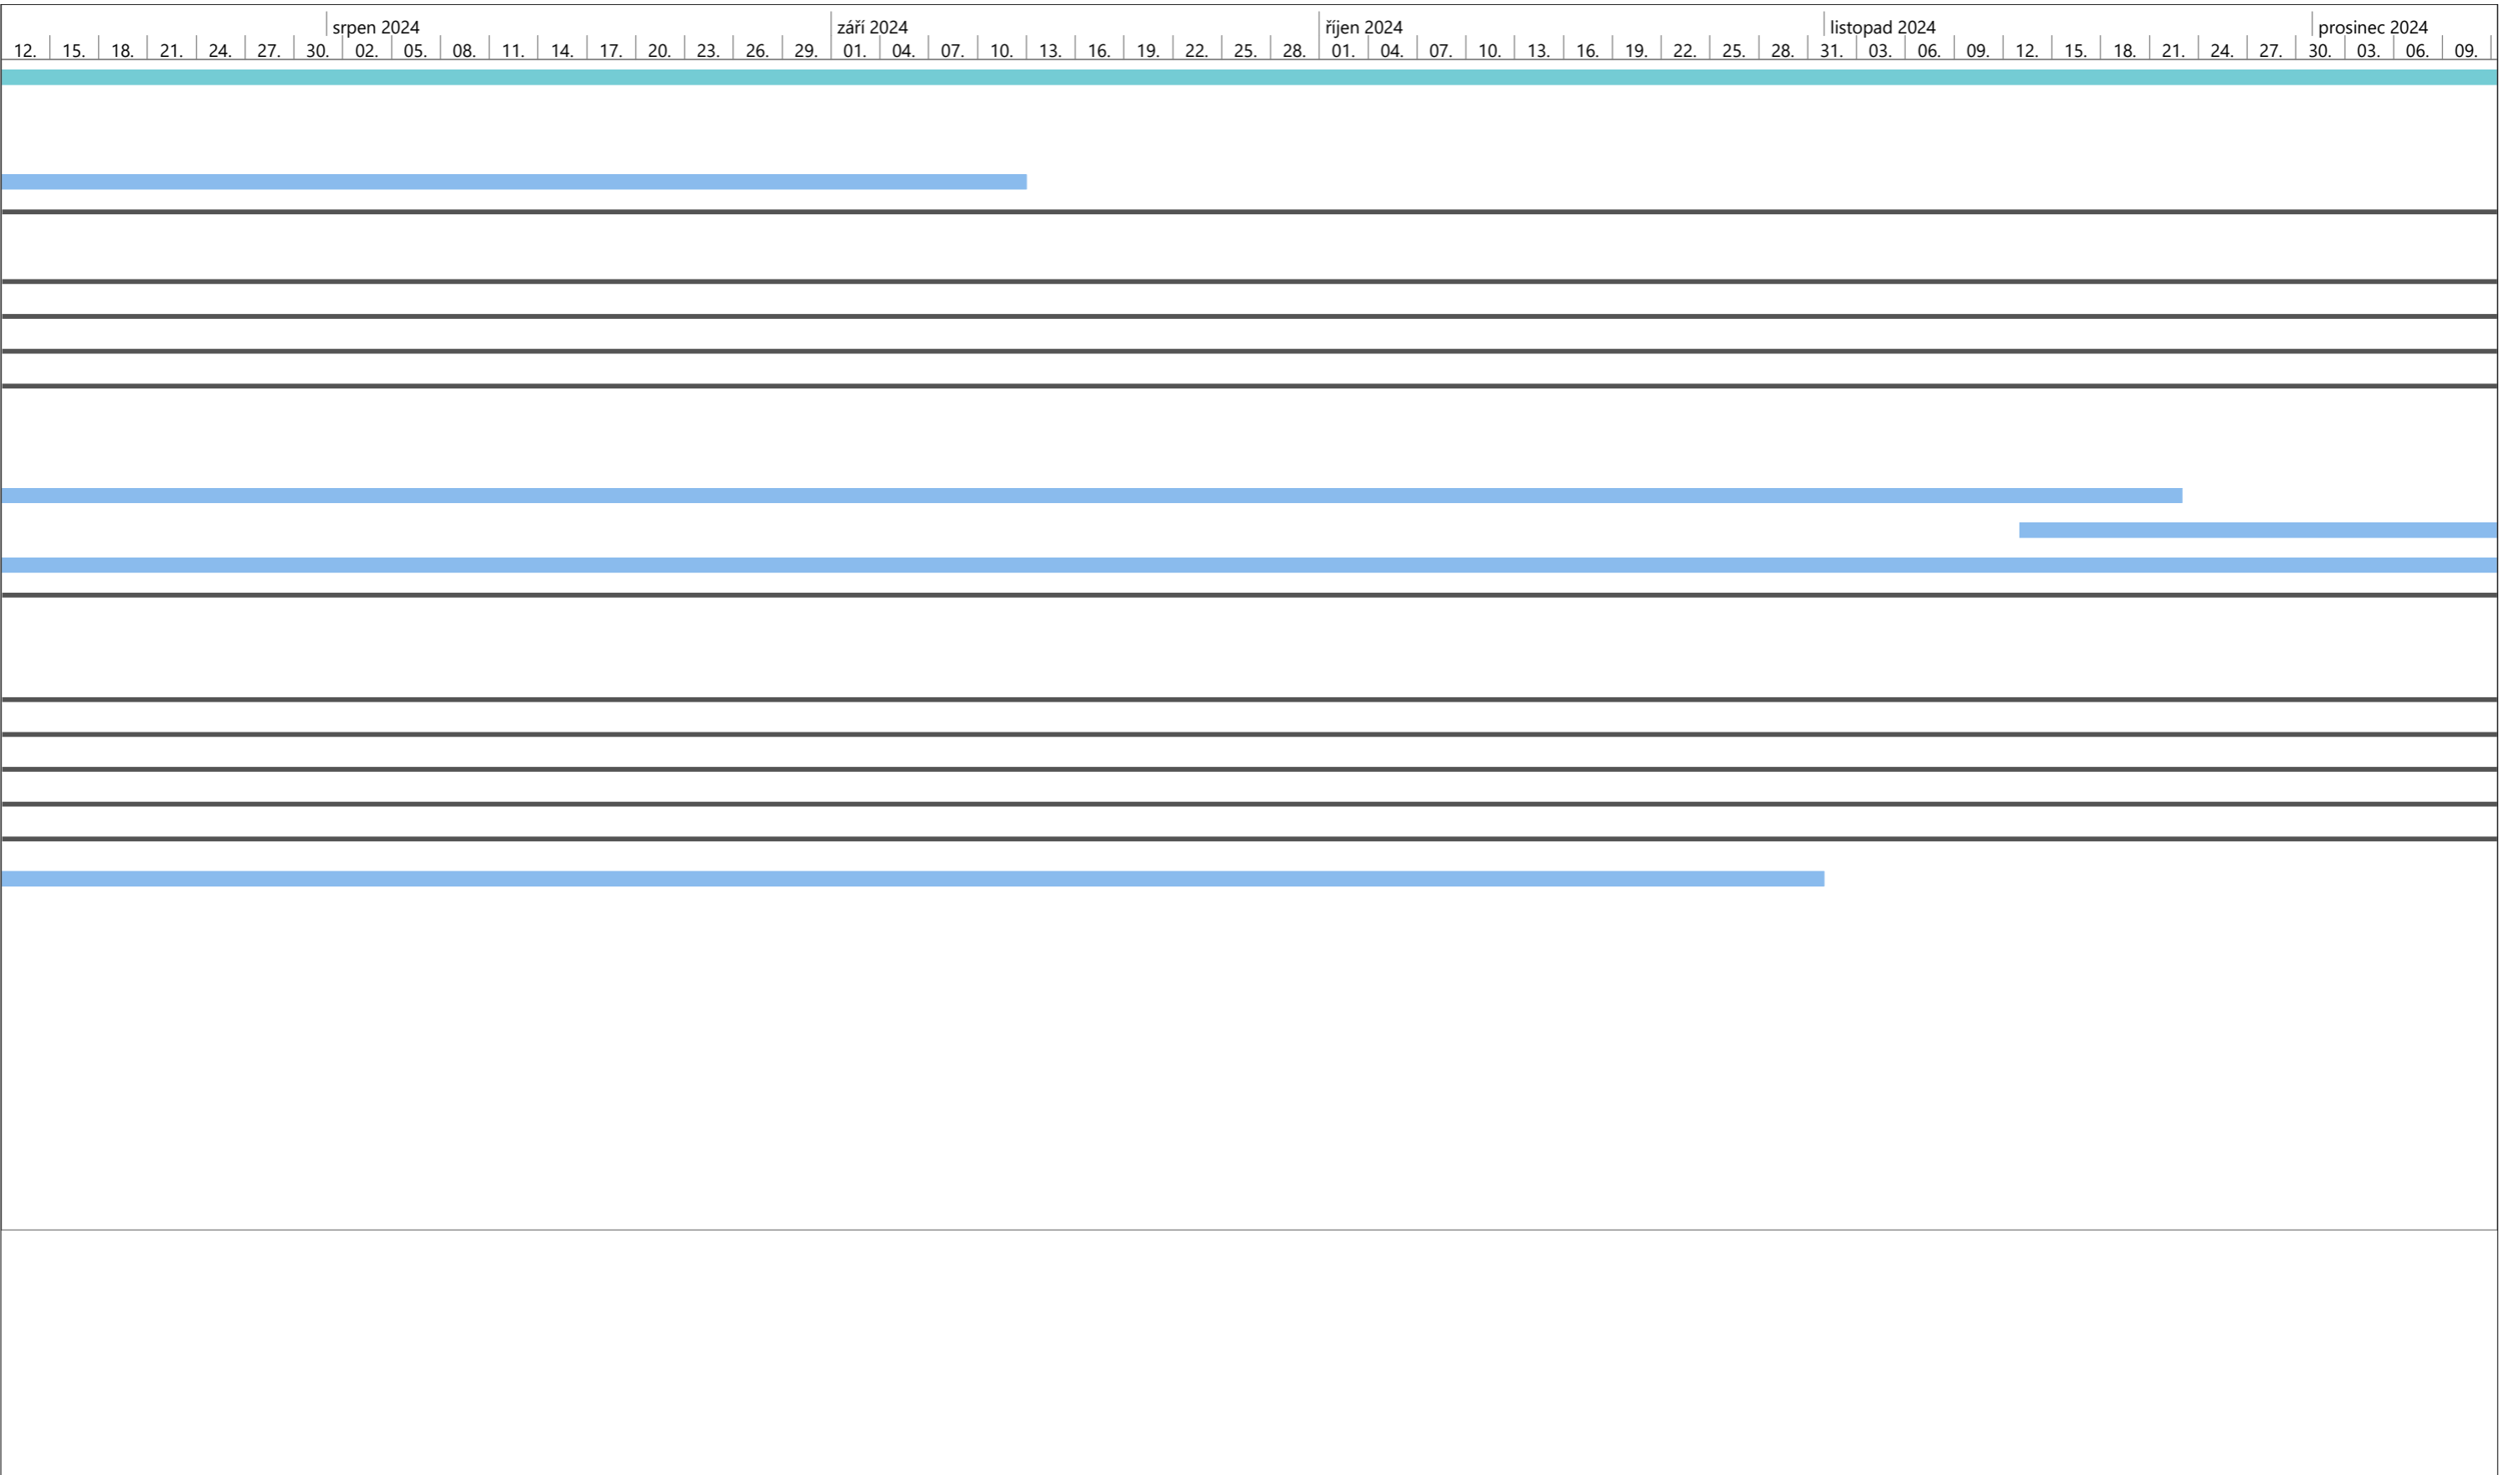 srpen 2024 září 2024 říjen 2024 listopad 2024 prosinec 2024
12. 15. 18. 21. 24. 27. 30. 02. 05. 08. 11. 14. 17. 20. 23. 26. 29. 01. 04. 07. 10. 13. 16. 19. 22. 25. 28. 01. 04. 07. 10. 13. 16. 19. 22. 25. 28. 31. 03. 06. 09. 12. 15. 18. 21. 24. 27. 30. 03. 06. 09.